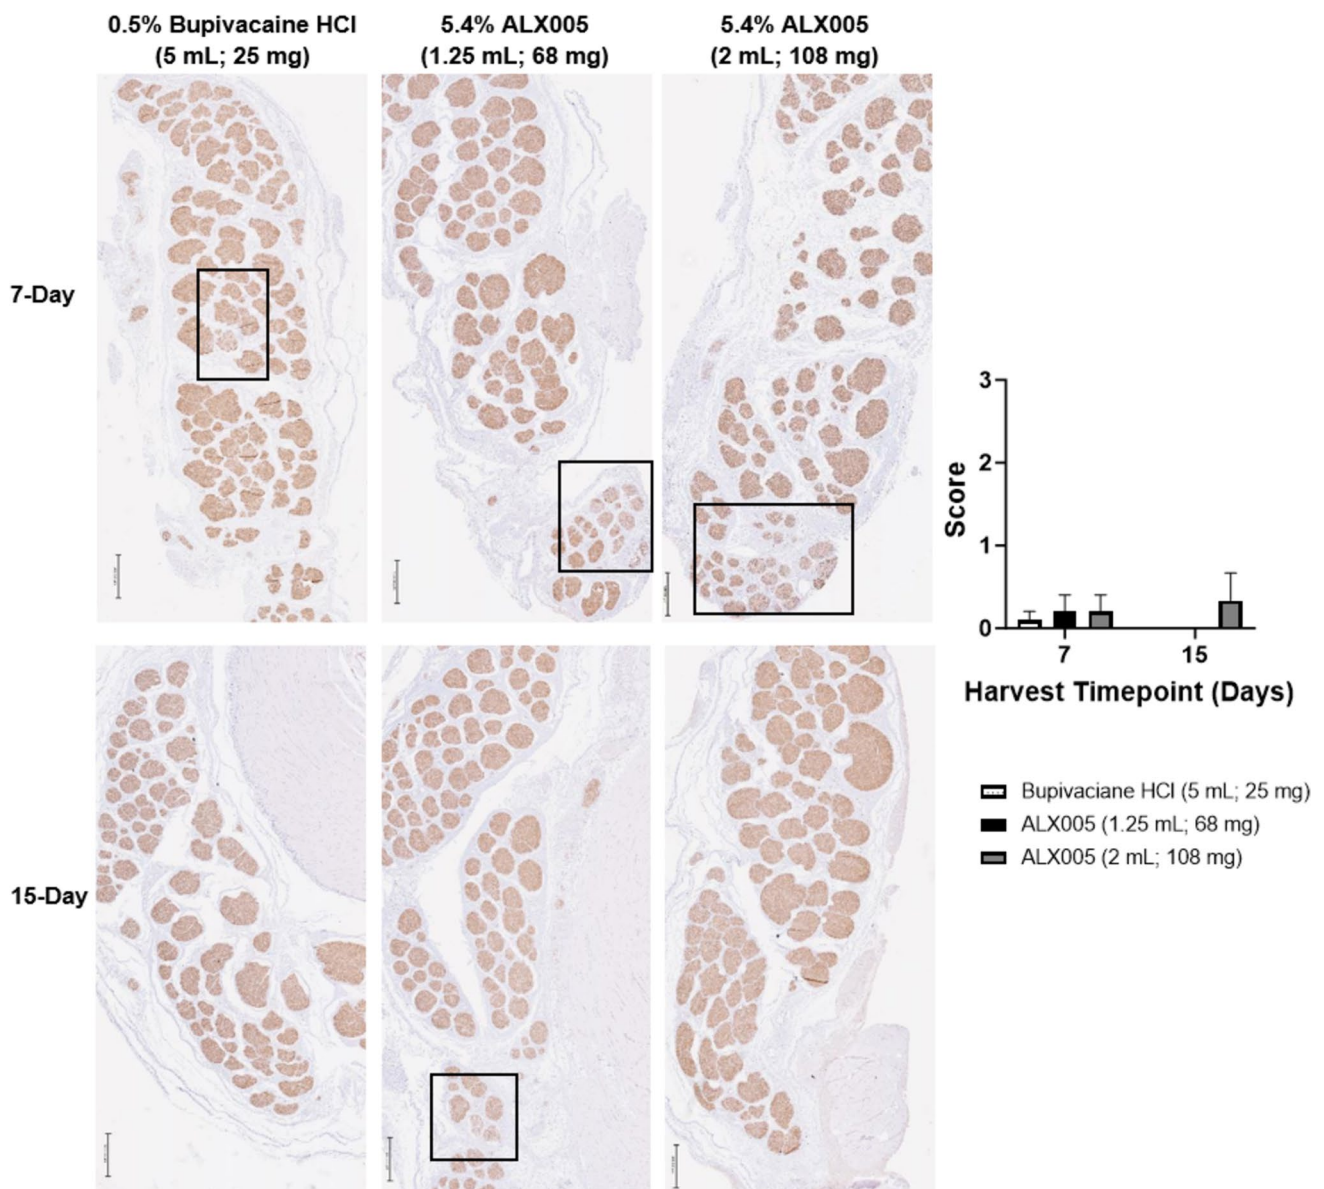 0.5% Bupivacaine HCl
(5 mL; 25 mg)
5.4% ALX005
(1.25 mL; 68 mg)
5.4% ALX005
(2 mL; 108 mg)
7-Day
15-Day
3
2
1
0
Score
7
15
Harvest Timepoint (Days)
Bupivaciane HCl (5 mL; 25 mg)
ALX005 (1.25 mL; 68 mg)
ALX005 (2 mL; 108 mg)